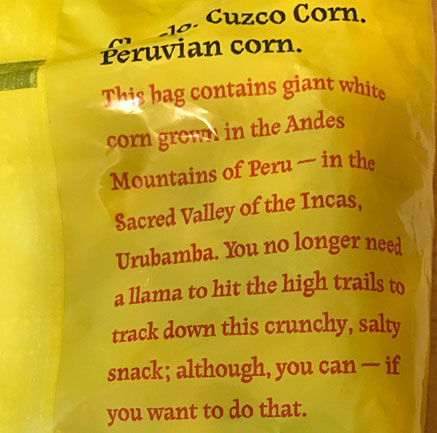 Cuzco Corn.
Peruvian corn.
This bag contains giant white
corn grown in the Andes
Mountains of Peru — in the
Sacred Valley of the Incas,
Urubamba. You no longer need
a llama to hit the high trails to
track down this crunchy, salty
snack; although, you can — if
you want to do that.